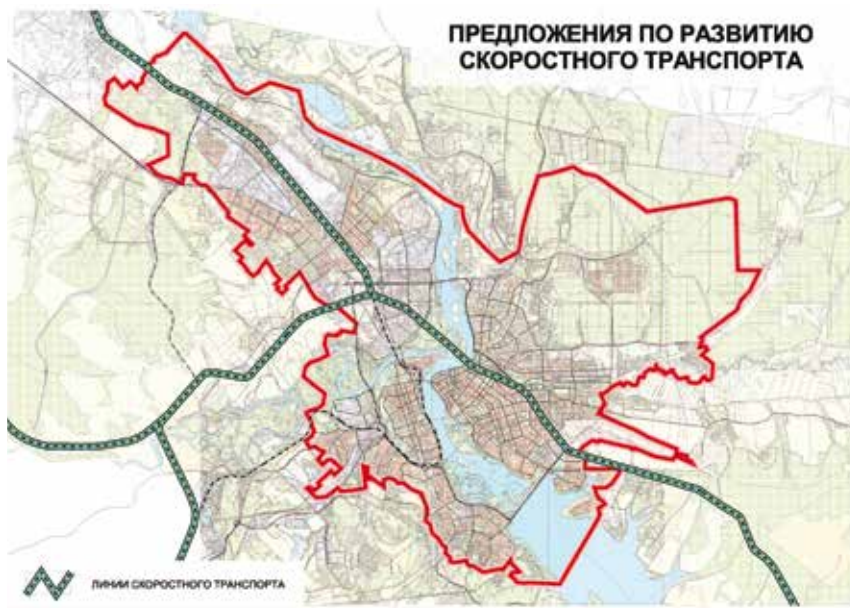 ПРЕДЛОЖЕНИЯ ПО РАЗВИТИЮ
СКОРОСТНОГО ТРАНСПОРТА
ЛИНИИ СКОРОСТНОГО ТРАНСПОРТА